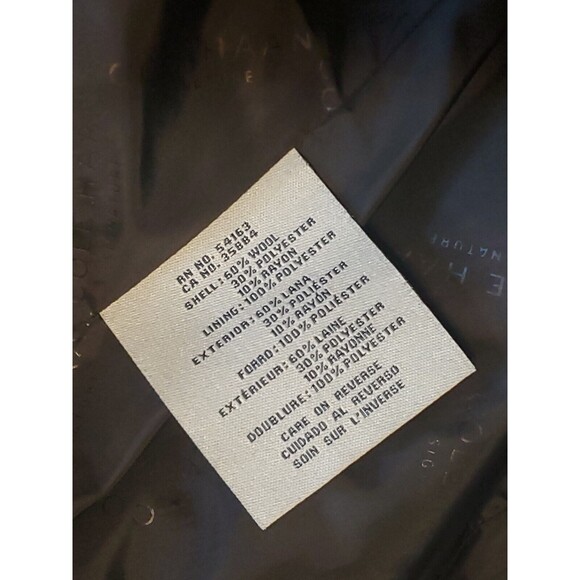 RN NO. 54163
CA NO. 35884
SHELL: 60% WOOL
30% POLYESTER
10% RAYON
LINING: 100% POLYESTER
EXTERIOR: 60% LANA
30% POLIÉSTER
10% RAYÓN
FORRO: 100% POLIÉSTER
EXTÉRIEUR: 60% LAINE
30% POLYESTER
10% RAYONNE
DOUBLURE: 100% POLYESTER
CARE ON REVERSE
CUIDADO AL REVERSO
SOIN SUR L'INVERSE